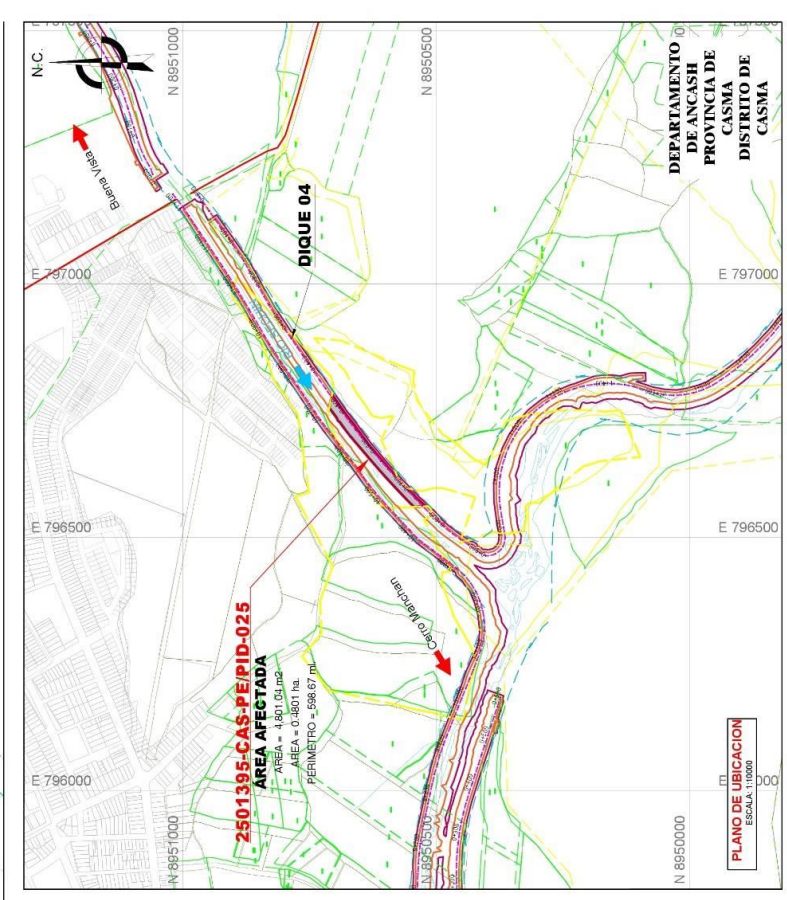 N.C.
N 8951000
N 8950500
Buena Vista
DEPARTAMENTO
DE ANCASH
PROVINCIA DE
CASMA
DISTRITO DE
CASMA
DIQUE 04
E 797000
E 797000
E 796500
E 796500
Cerro Manchan
2501395-CAS-PE/PID-025
ÁREA AFECTADA
AREA = 4,801.04 m2
AREA = 0.4801 ha.
PERIMETRO = 598.67 ml.
E 796000
N 8951000
N 8950500
N 8950000
PLANO DE UBICACION
ESCALA: 1:10000